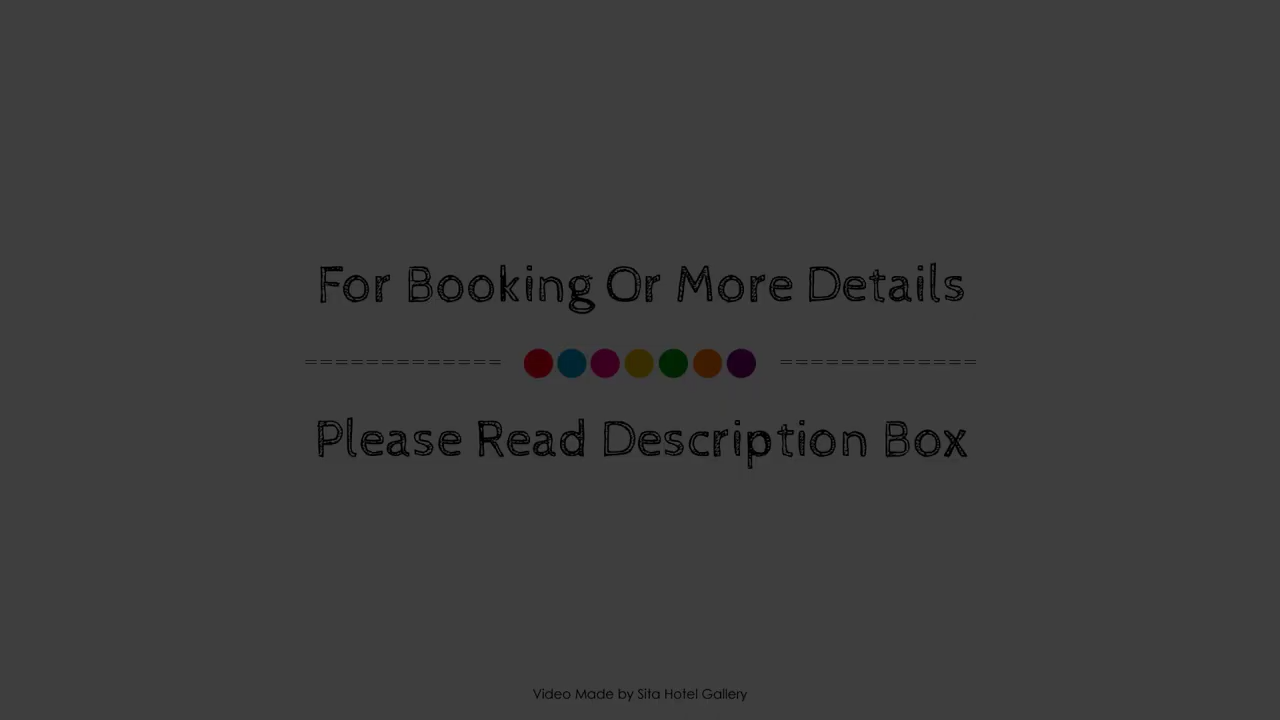 For Booking Or More Details
============= =============
Please Read Description Box
Video Made by Sita Hotel Gallery